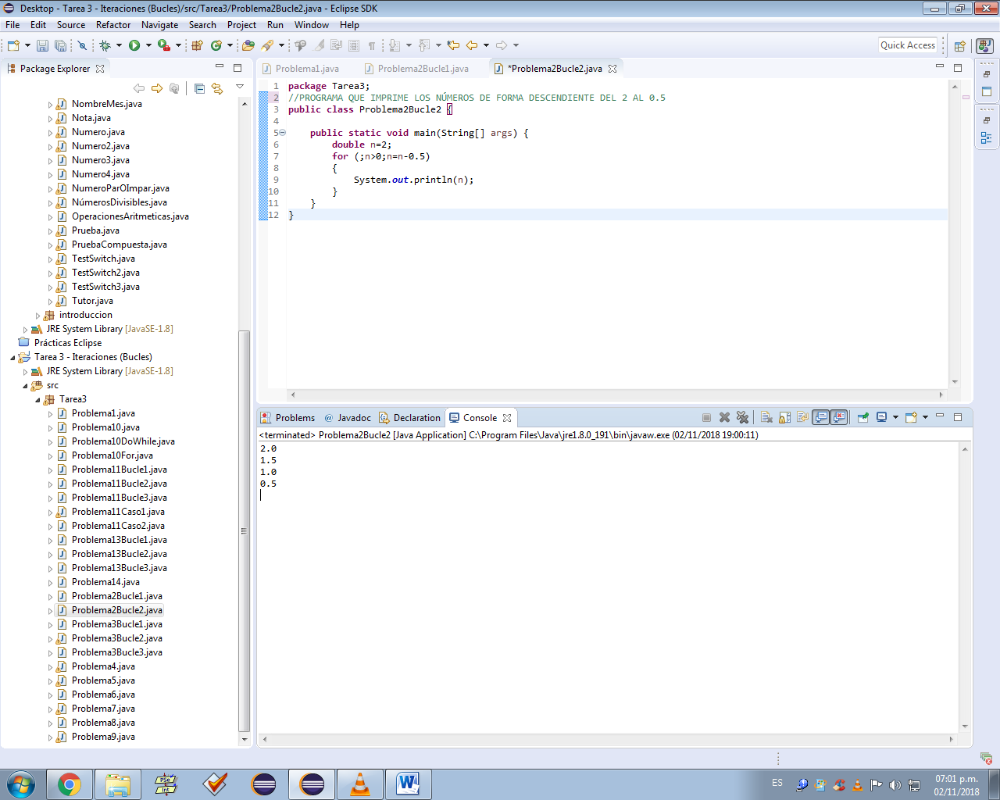 Desktop - Tarea 3 - Iteraciones (Bucles)/src/Tarea3/Problema2Bucle2.java - Eclipse SDK
File Edit Source Refactor Navigate Search Project Run Window Help
Quick Access
Package Explorer
NombreMes.java
Nota.java
Numero.java
Numero2.java
Numero3.java
Numero4.java
NumeroParOImpar.java
NúmerosDivisibles.java
OperacionesAritmeticas.java
Prueba.java
PruebaCompuesta.java
TestSwitch.java
TestSwitch2.java
TestSwitch3.java
Tutor.java
introduccion
JRE System Library [JavaSE-1.8]
Prácticas Eclipse
Tarea 3 - Iteraciones (Bucles)
JRE System Library [JavaSE-1.8]
src
Tarea3
Problema1.java
Problema10.java
Problema10DoWhile.java
Problema10For.java
Problema11Bucle1.java
Problema11Bucle2.java
Problema11Bucle3.java
Problema11Caso1.java
Problema11Caso2.java
Problema13Bucle1.java
Problema13Bucle2.java
Problema13Bucle3.java
Problema14.java
Problema2Bucle1.java
Problema2Bucle2.java
Problema3Bucle1.java
Problema3Bucle2.java
Problema3Bucle3.java
Problema4.java
Problema5.java
Problema6.java
Problema7.java
Problema8.java
Problema9.java
Problema1.java Problema2Bucle1.java *Problema2Bucle2.java
1 package Tarea3;
2 //PROGRAMA QUE IMPRIME LOS NÚMEROS DE FORMA DESCENDIENTE DEL 2 AL 0.5
3 public class Problema2Bucle2 {
4
5 public static void main(String[] args) {
6 double n=2;
7 for (;n>0;n=n-0.5)
8 {
9 System.out.println(n);
10 }
11 }
12 }
Problems @ Javadoc Declaration Console
<terminated> Problema2Bucle2 [Java Application] C:\Program Files\Java\jre1.8.0_191\bin\javaw.exe (02/11/2018 19:00:11)
2.0
1.5
1.0
0.5
PSe
Int
ES
07:01 p.m.
02/11/2018